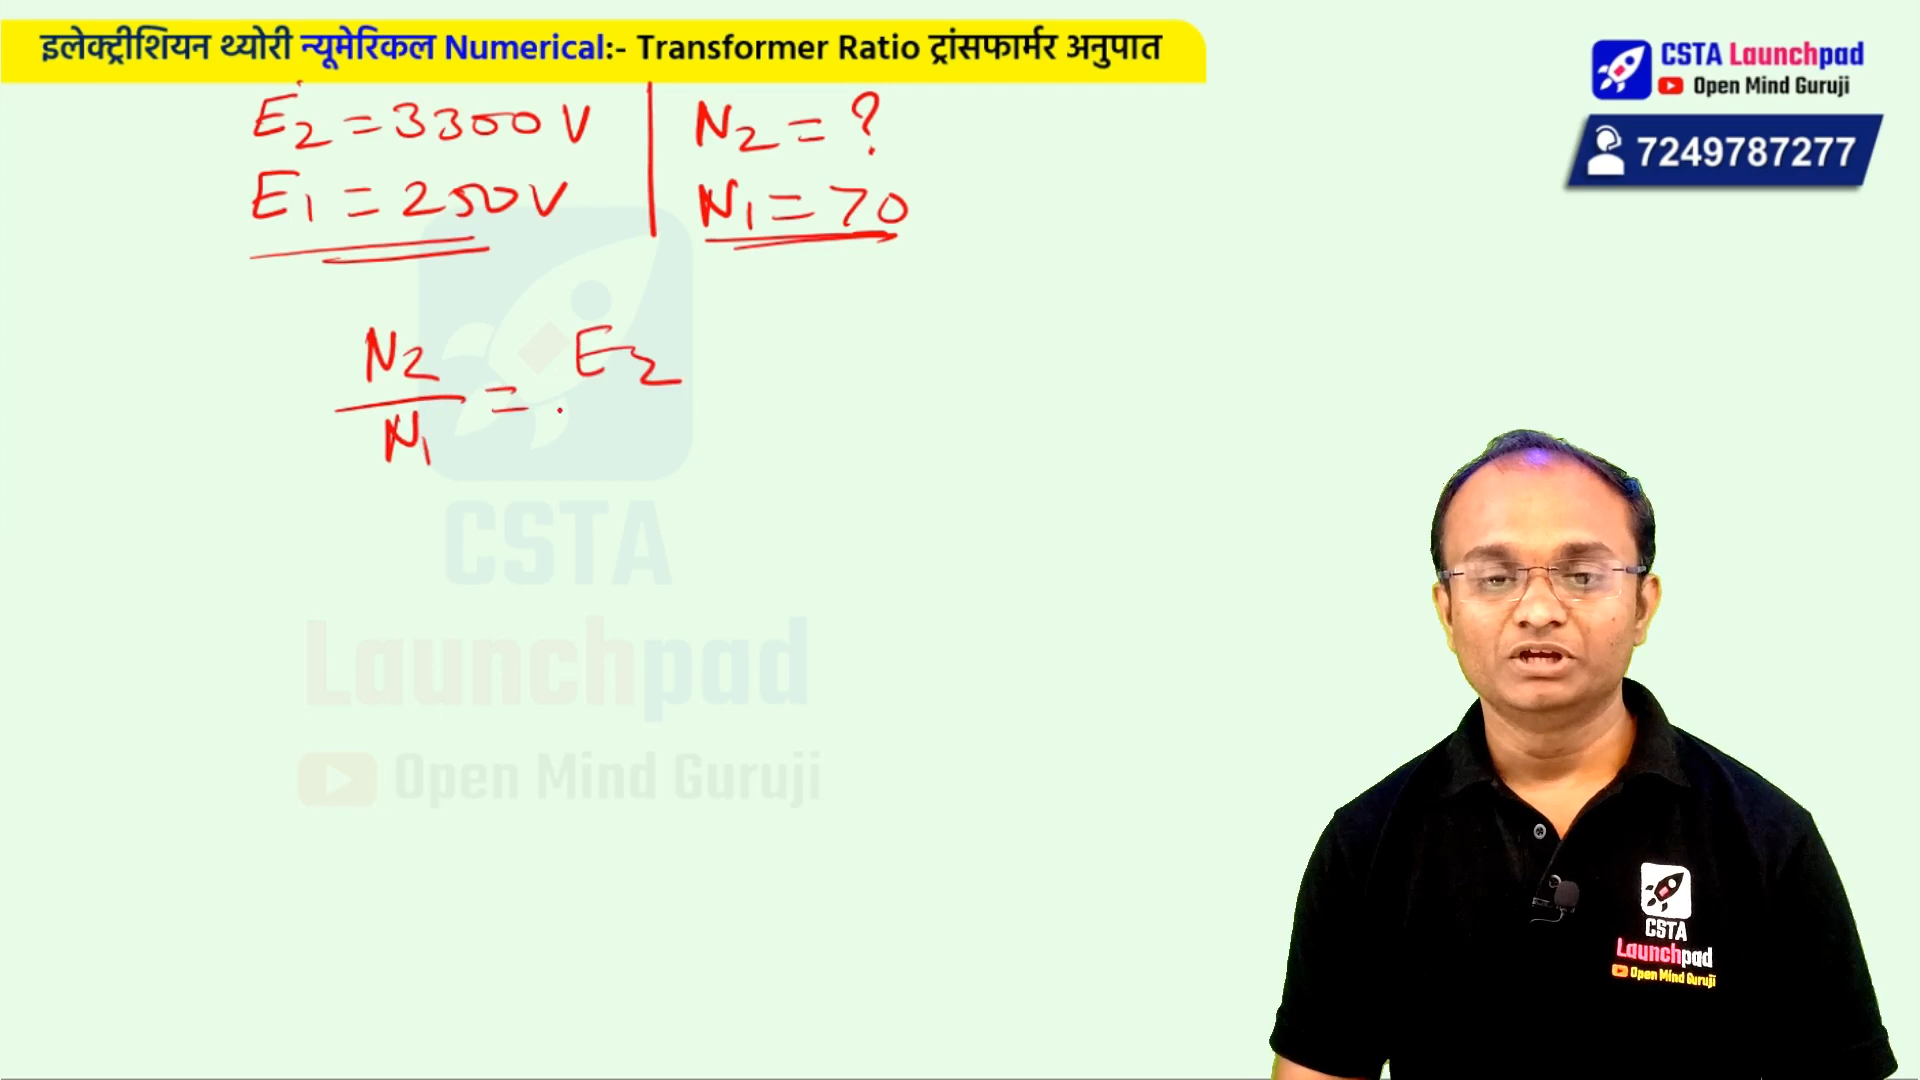 इलेक्ट्रीशियन थ्योरी न्यूमेरिकल Numerical:- Transformer Ratio ट्रांसफार्मर अनुपात
CSTA Launchpad
Open Mind Guruji
7249787277
E2 = 3300 V
N2 = ?
E1 = 250V
N1 = 70
N2
N1
= E2
CSTA
Launchpad
Open Mind Guruji
CSTA
Launchpad
Open Mind Guruji